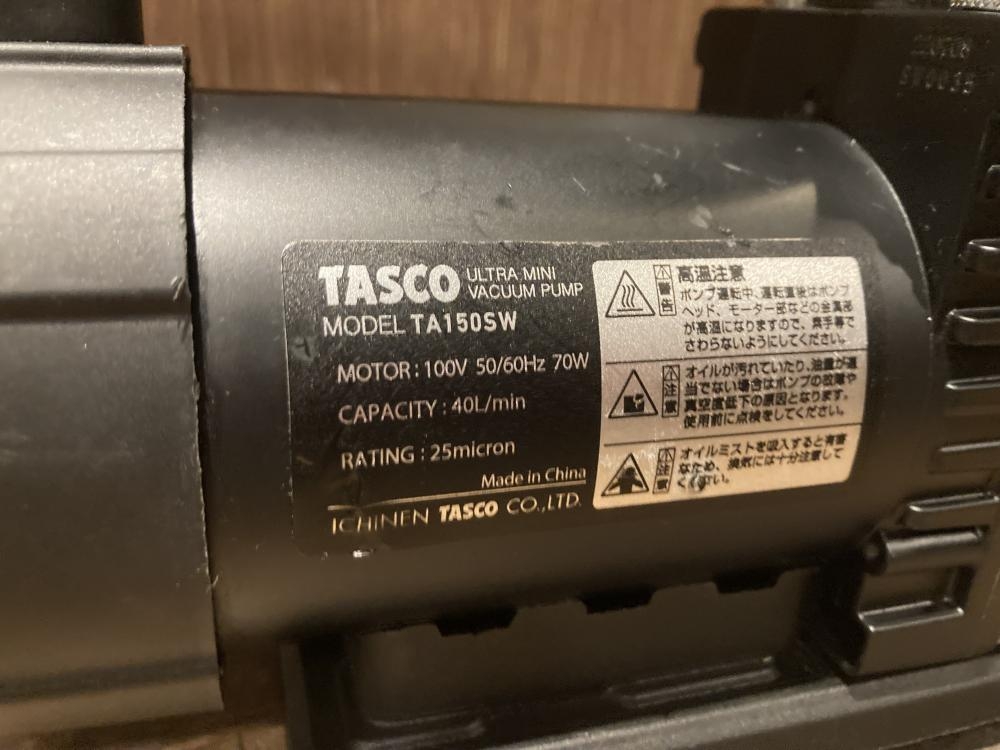 TASCO ULTRA MINI
VACUUM PUMP
MODEL TA150SW
MOTOR : 100V 50/60Hz 70W
CAPACITY : 40L/min
RATING : 25micron
Made in China
ICHINEN TASCO CO.,LTD.
警告
高温注意
ポンプ運転中、運転直後はポンプ
ヘッド、モーター部などの金属部
が高温になりますので、素手等で
さわらないようにしてください。
注意
オイルが汚れていたり、油量が適
当でない場合はポンプの故障や
真空度低下の原因となります。
使用前に点検をしてください。
注意
オイルミストを吸入すると有害
なため、換気には十分注意して
ください。